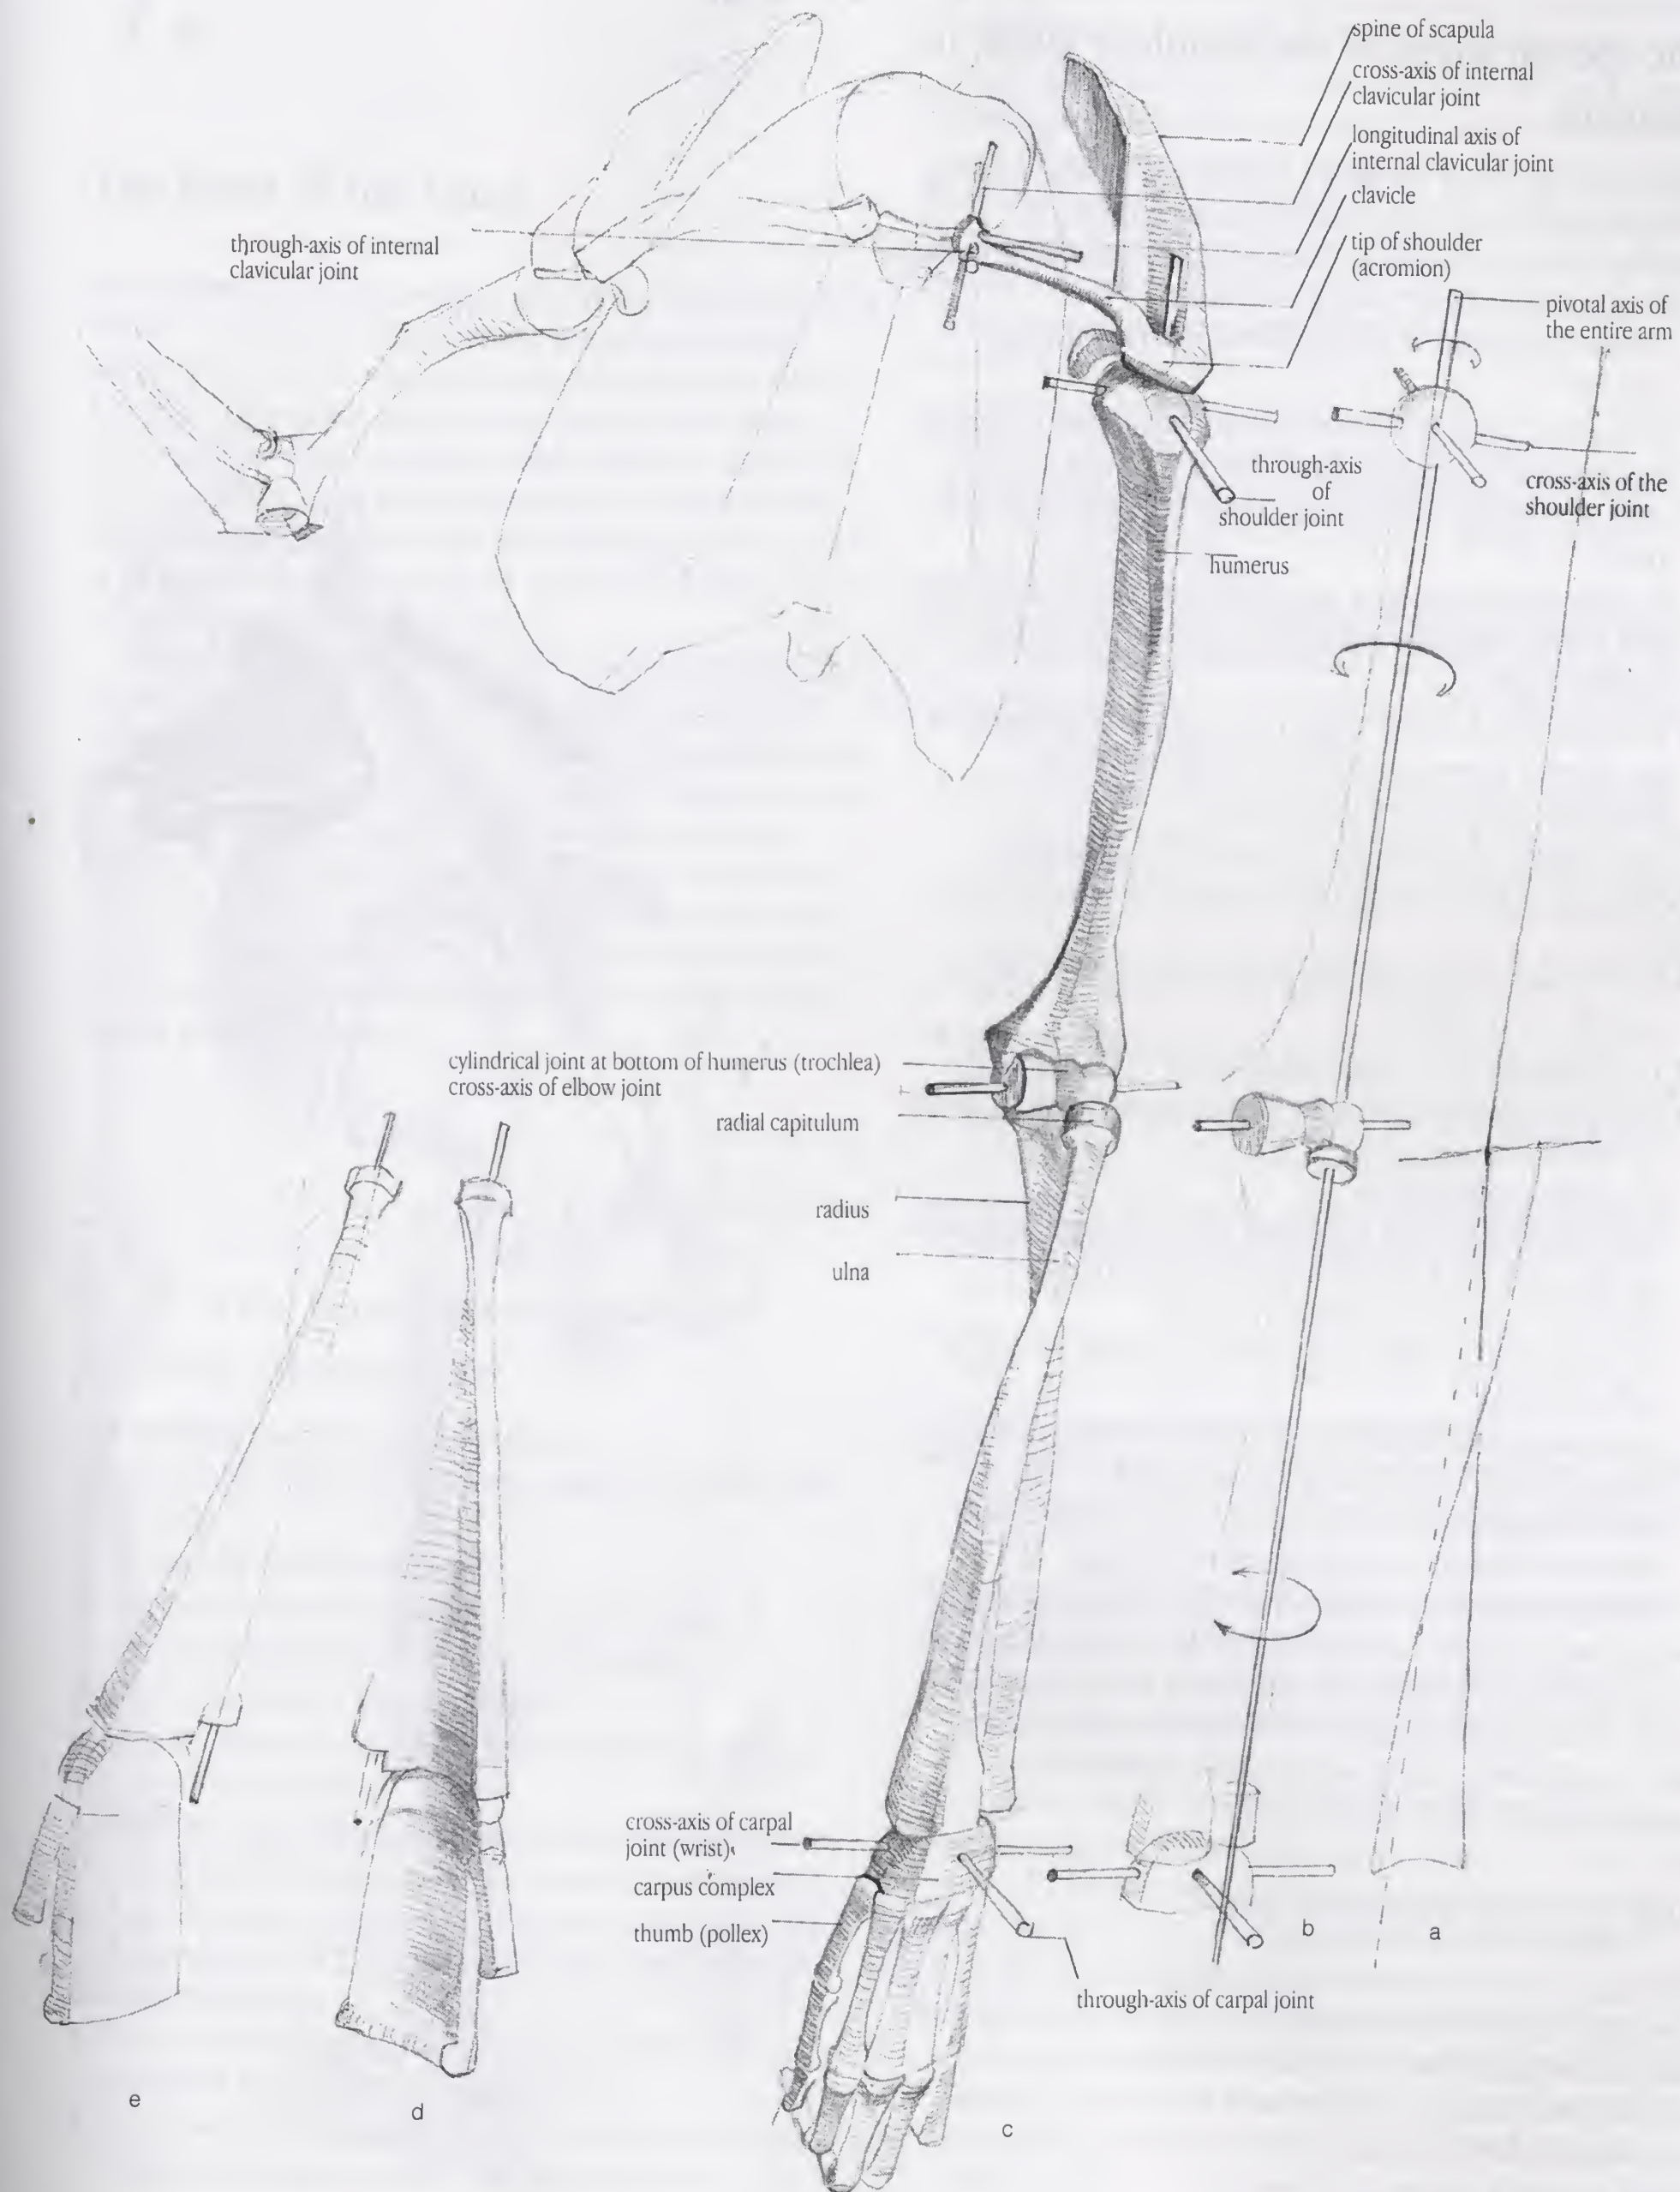 spine of scapula
cross-axis of internal
clavicular joint
longitudinal axis of
internal clavicular joint
clavicle
tip of shoulder
(acromion)
through-axis of internal
clavicular joint
pivotal axis of
the entire arm
cross-axis of the
shoulder joint
through-axis
of
shoulder joint
humerus
cylindrical joint at bottom of humerus (trochlea)
cross-axis of elbow joint
radial capitulum
radius
ulna
cross-axis of carpal
joint (wrist)
carpus complex
thumb (pollex)
through-axis of carpal joint
b
a
e
d
c